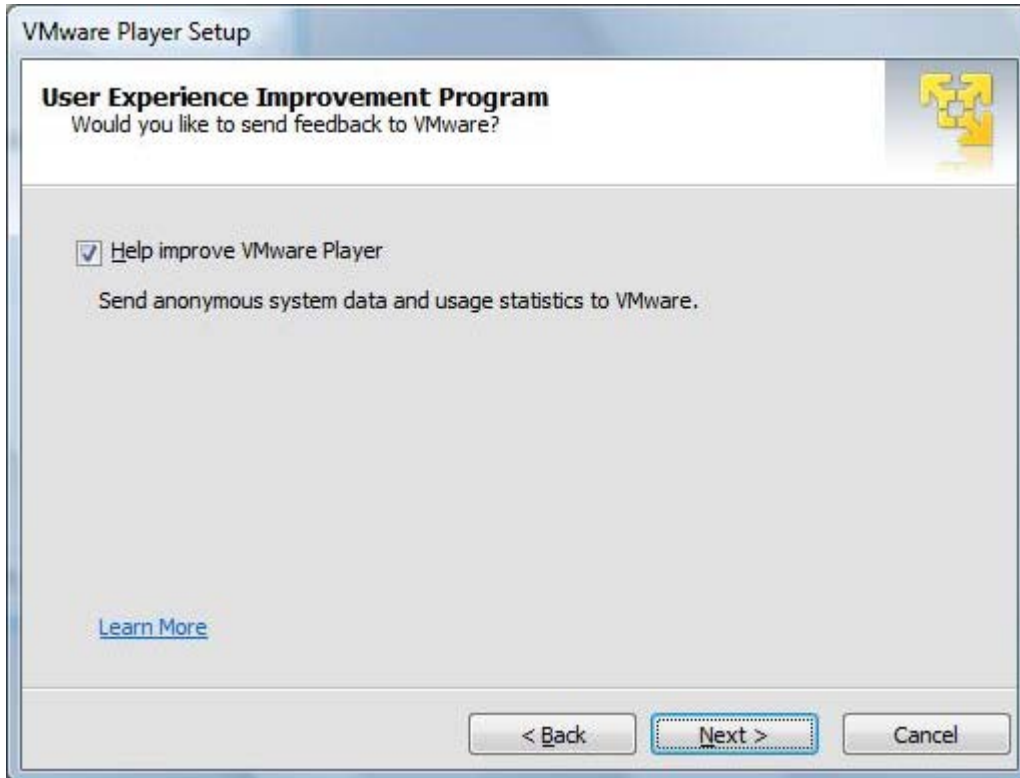 VMware Player Setup
User Experience Improvement Program
Would you like to send feedback to VMware?
Help improve VMware Player
Send anonymous system data and usage statistics to VMware.
Learn More
< Back Next > Cancel